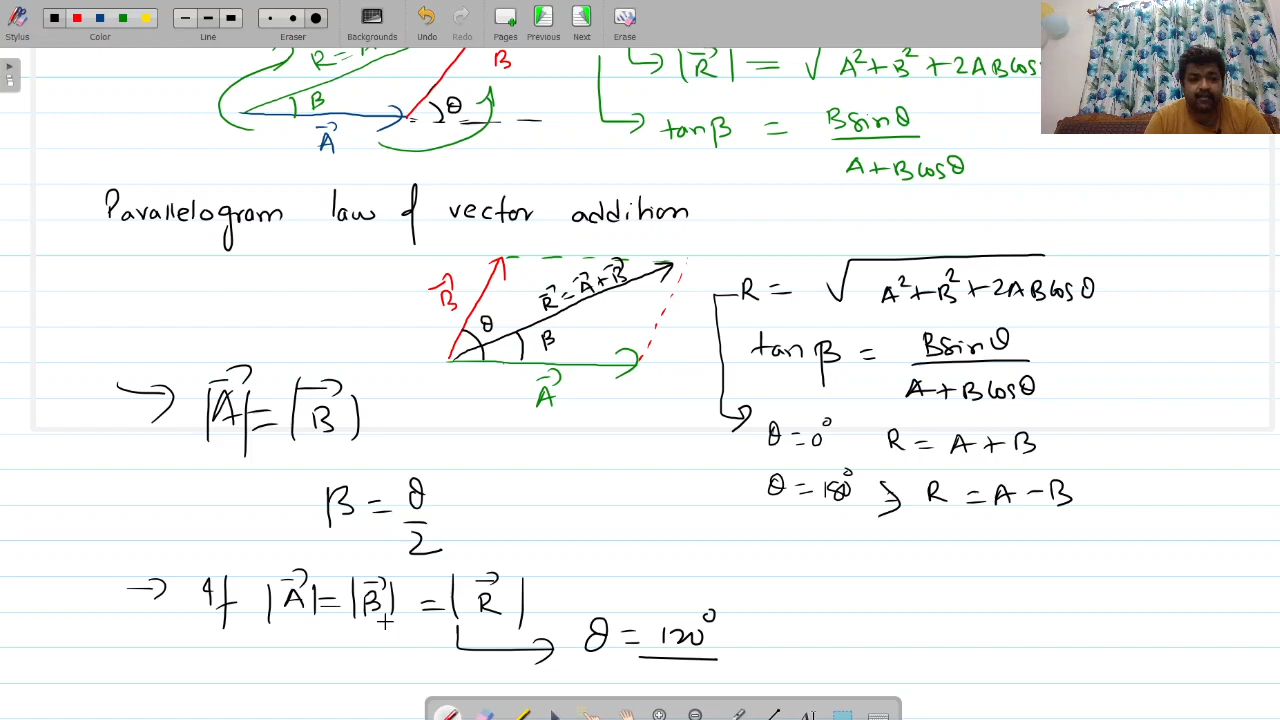 Stylus Color Line Eraser Undo Redo Pages Previous Next Erase
B
|R⃗| = √A²+B²+2ABcos
β θ
A⃗
tanβ = Bsinθ / A+Bcosθ
Parallelogram law of vector addition
B⃗ θ R⃗ = A⃗+B⃗ β A⃗
R = √A²+B²+2ABcosθ
tanβ = Bsinθ / A+Bcosθ
θ=0° R = A+B
θ=180° ⇒ R = A-B
→ |A⃗| = |B⃗|
β = θ/2
→ If |A⃗| = |B⃗| = |R⃗|
→ θ = 120°